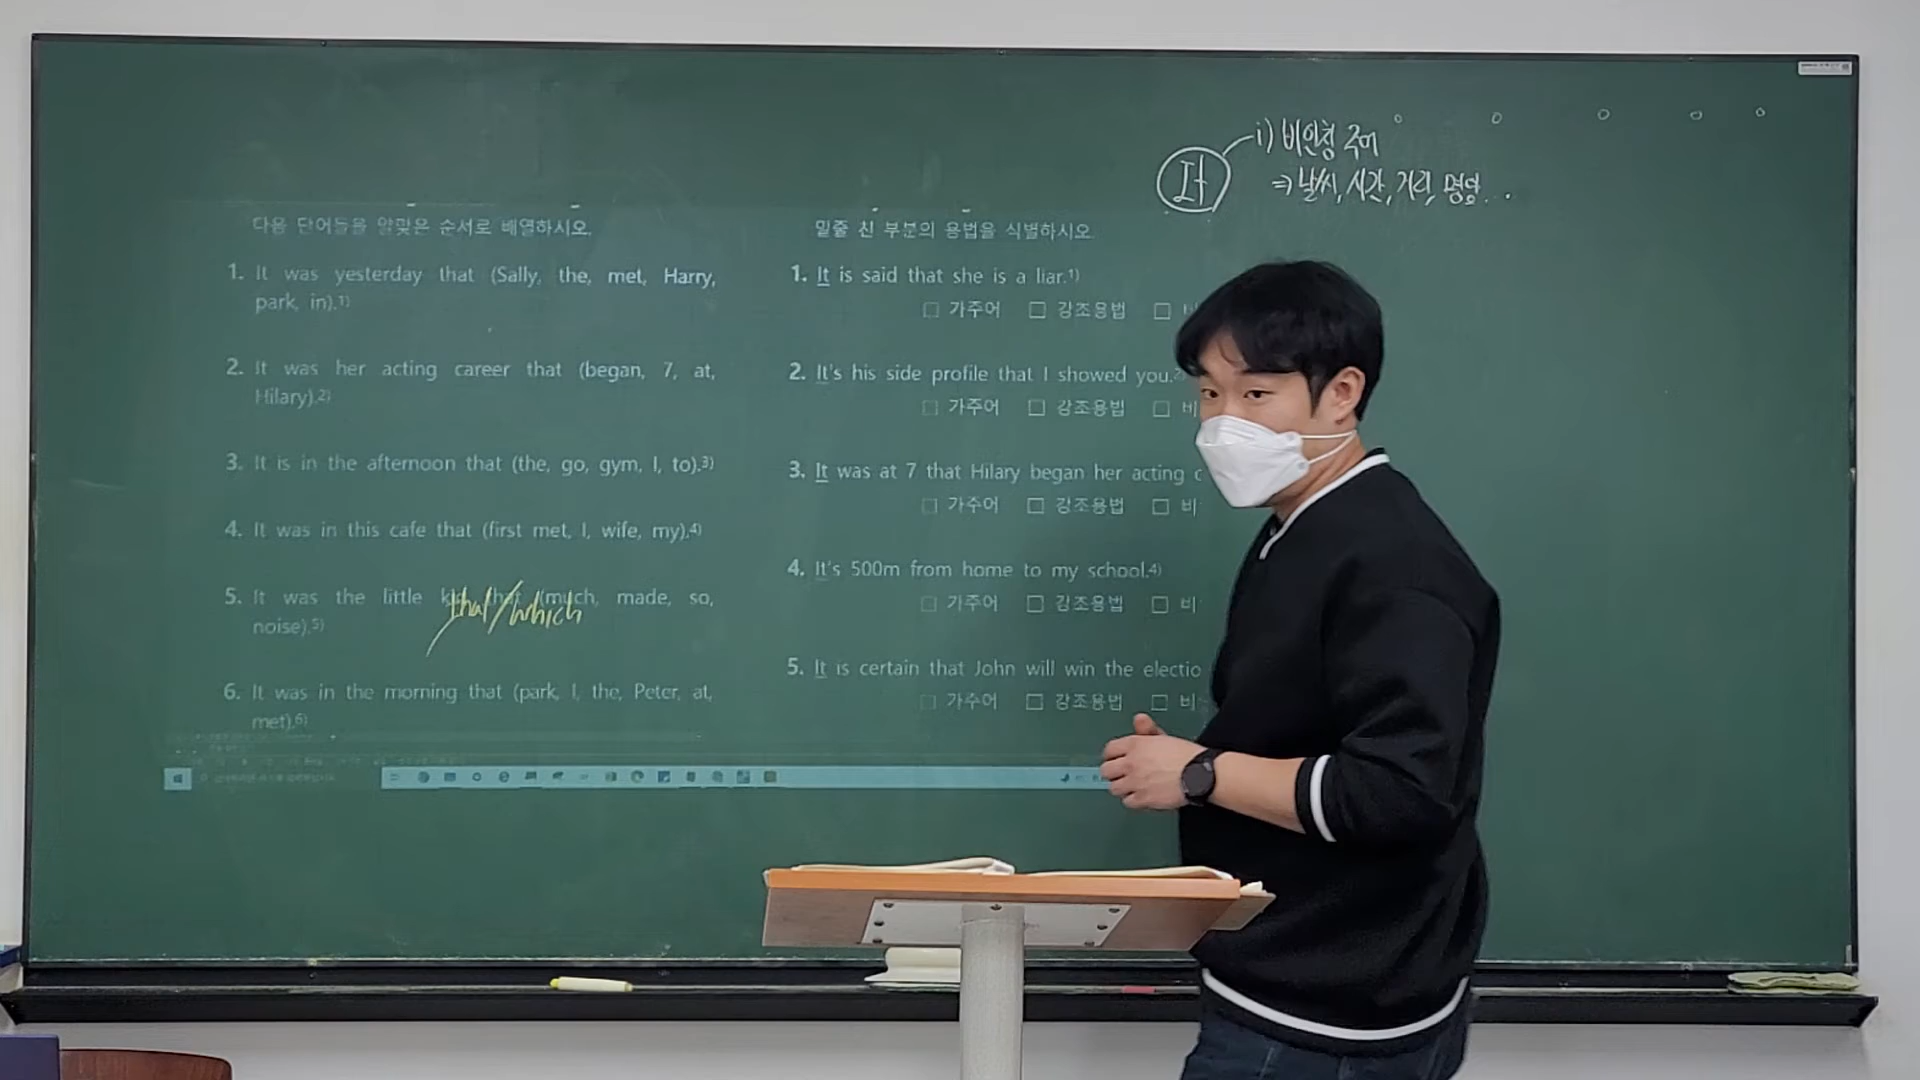 It
i) 비인칭 주어
⇒ 날씨, 시간, 거리, 명암...
다음 단어들을 알맞은 순서로 배열하시오.
1. It was yesterday that (Sally, the, met, Harry,
park, in).1)
2. It was her acting career that (began, 7, at,
Hilary).2)
3. It is in the afternoon that (the, go, gym, I, to).3)
4. It was in this cafe that (first met, I, wife, my).4)
5. It was the little that (much, made, so,
noise).5)
that/which
6. It was in the morning that (park, I, the, Peter, at,
met).6)
밑줄 친 부분의 용법을 식별하시오.
1. It is said that she is a liar.1)
□ 가주어 □ 강조용법 □
2. It's his side profile that I showed you.
□ 가주어 □ 강조용법 □ 비
3. It was at 7 that Hilary began her acting
□ 가주어 □ 강조용법 □ 비
4. It's 500m from home to my school.4)
□ 가주어 □ 강조용법 □ 비
5. It is certain that John will win the electio
□ 가주어 □ 강조용법 □ 비